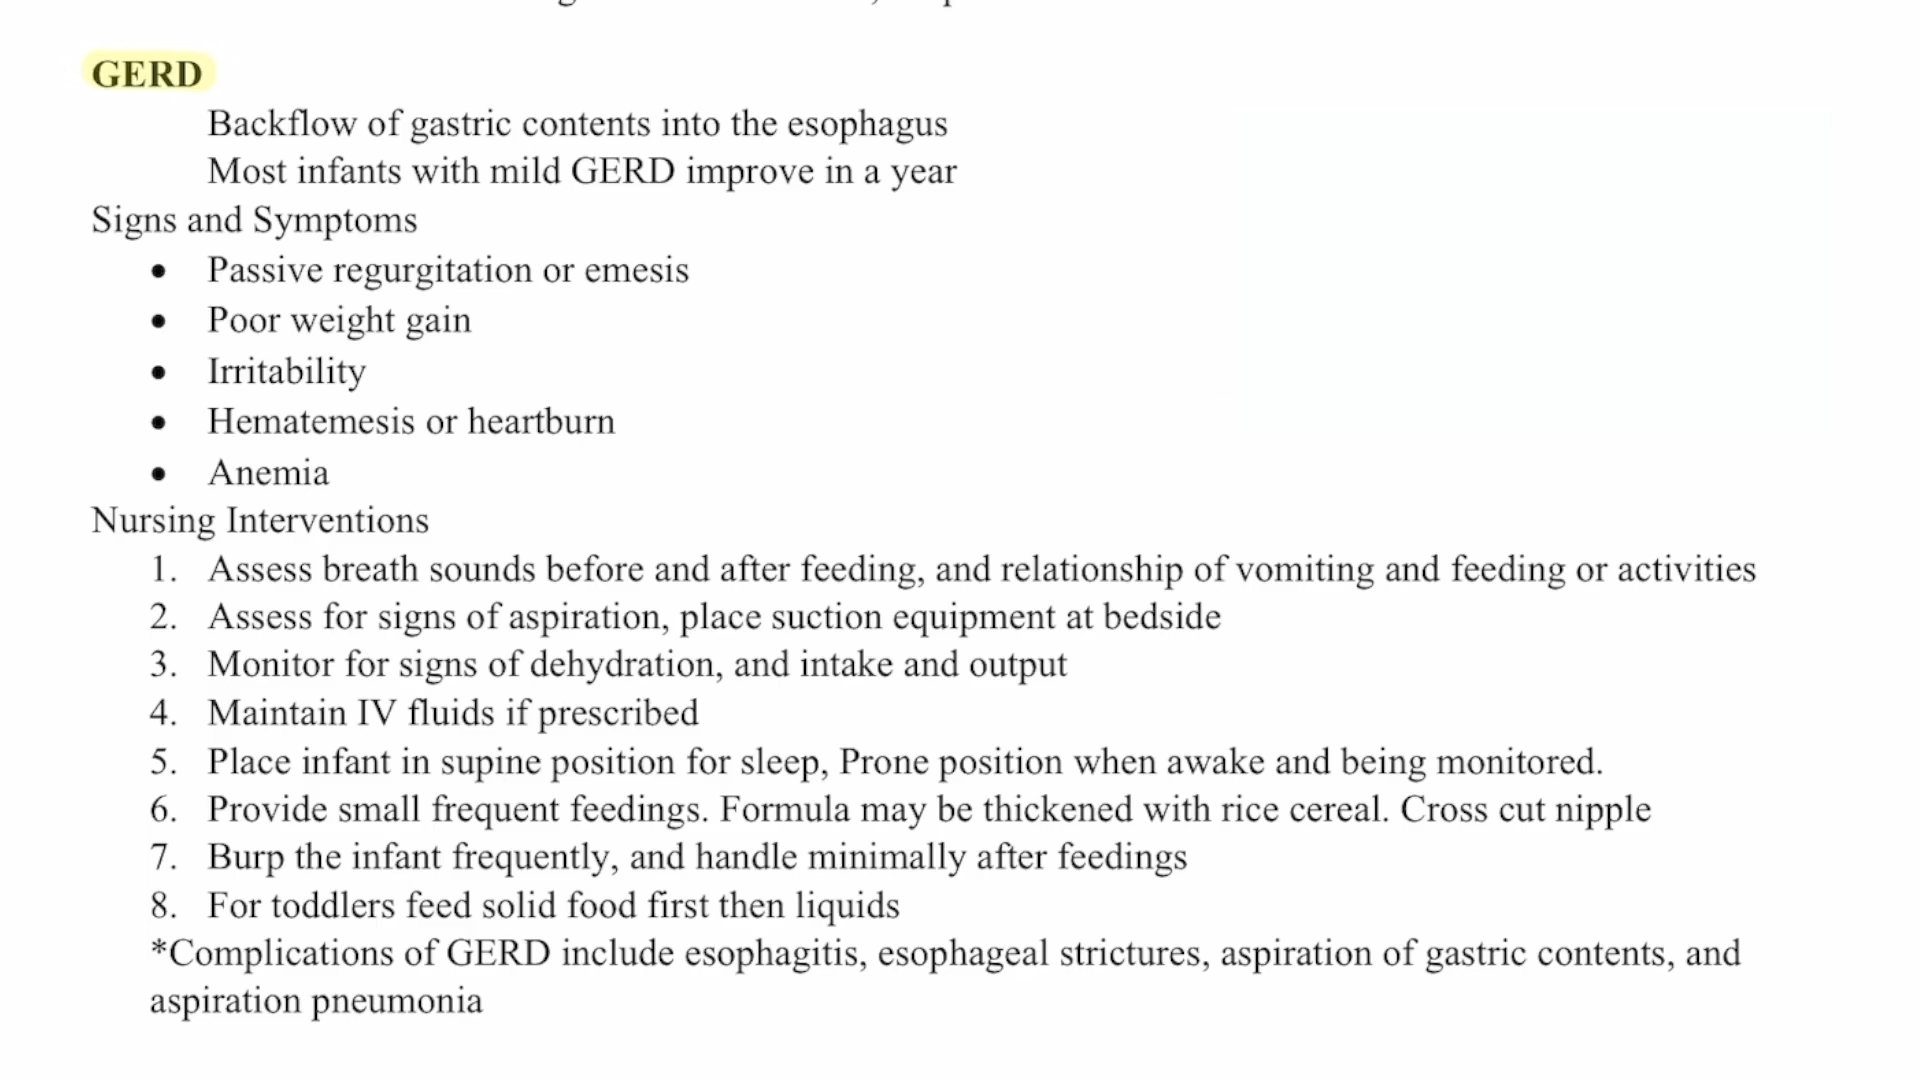 GERD
Backflow of gastric contents into the esophagus
Most infants with mild GERD improve in a year
Signs and Symptoms
• Passive regurgitation or emesis
• Poor weight gain
• Irritability
• Hematemesis or heartburn
• Anemia
Nursing Interventions
1. Assess breath sounds before and after feeding, and relationship of vomiting and feeding or activities
2. Assess for signs of aspiration, place suction equipment at bedside
3. Monitor for signs of dehydration, and intake and output
4. Maintain IV fluids if prescribed
5. Place infant in supine position for sleep, Prone position when awake and being monitored.
6. Provide small frequent feedings. Formula may be thickened with rice cereal. Cross cut nipple
7. Burp the infant frequently, and handle minimally after feedings
8. For toddlers feed solid food first then liquids
*Complications of GERD include esophagitis, esophageal strictures, aspiration of gastric contents, and
aspiration pneumonia